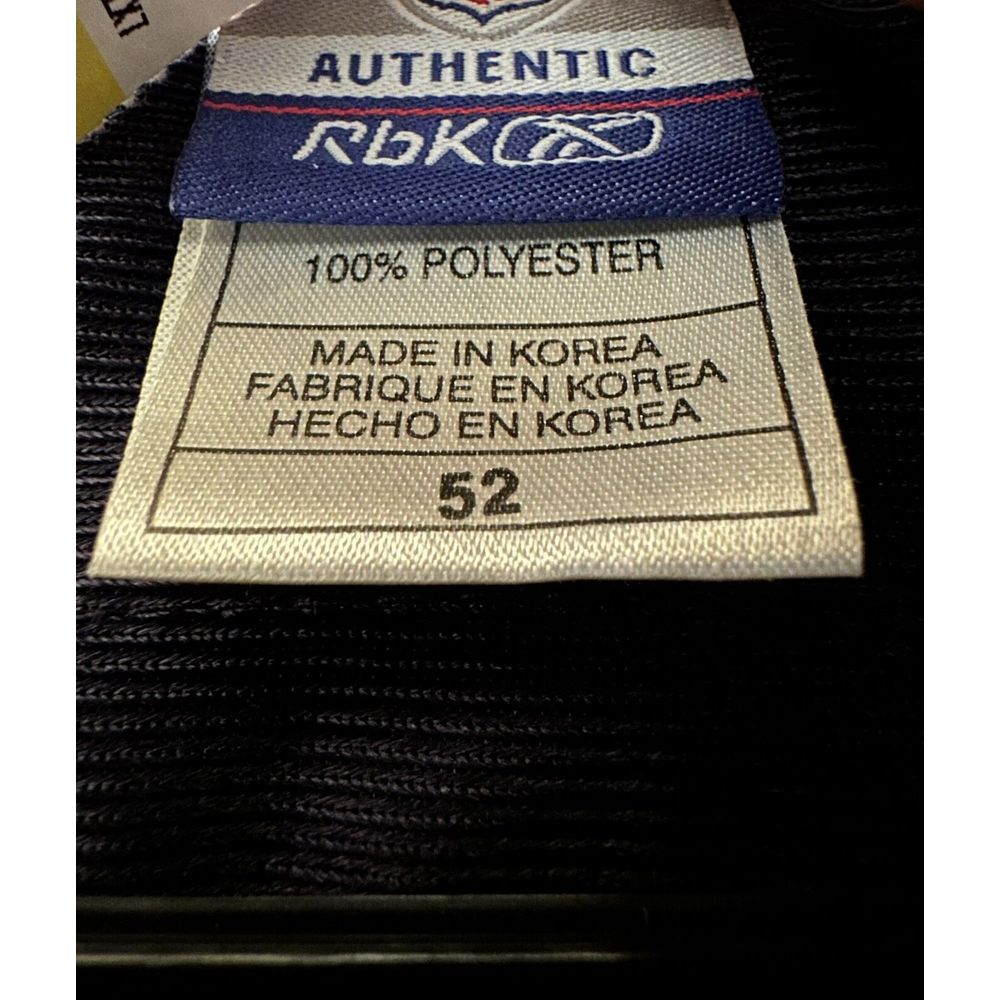 AUTHENTIC
RbK
100% POLYESTER
MADE IN KOREA
FABRIQUE EN KOREA
HECHO EN KOREA
52